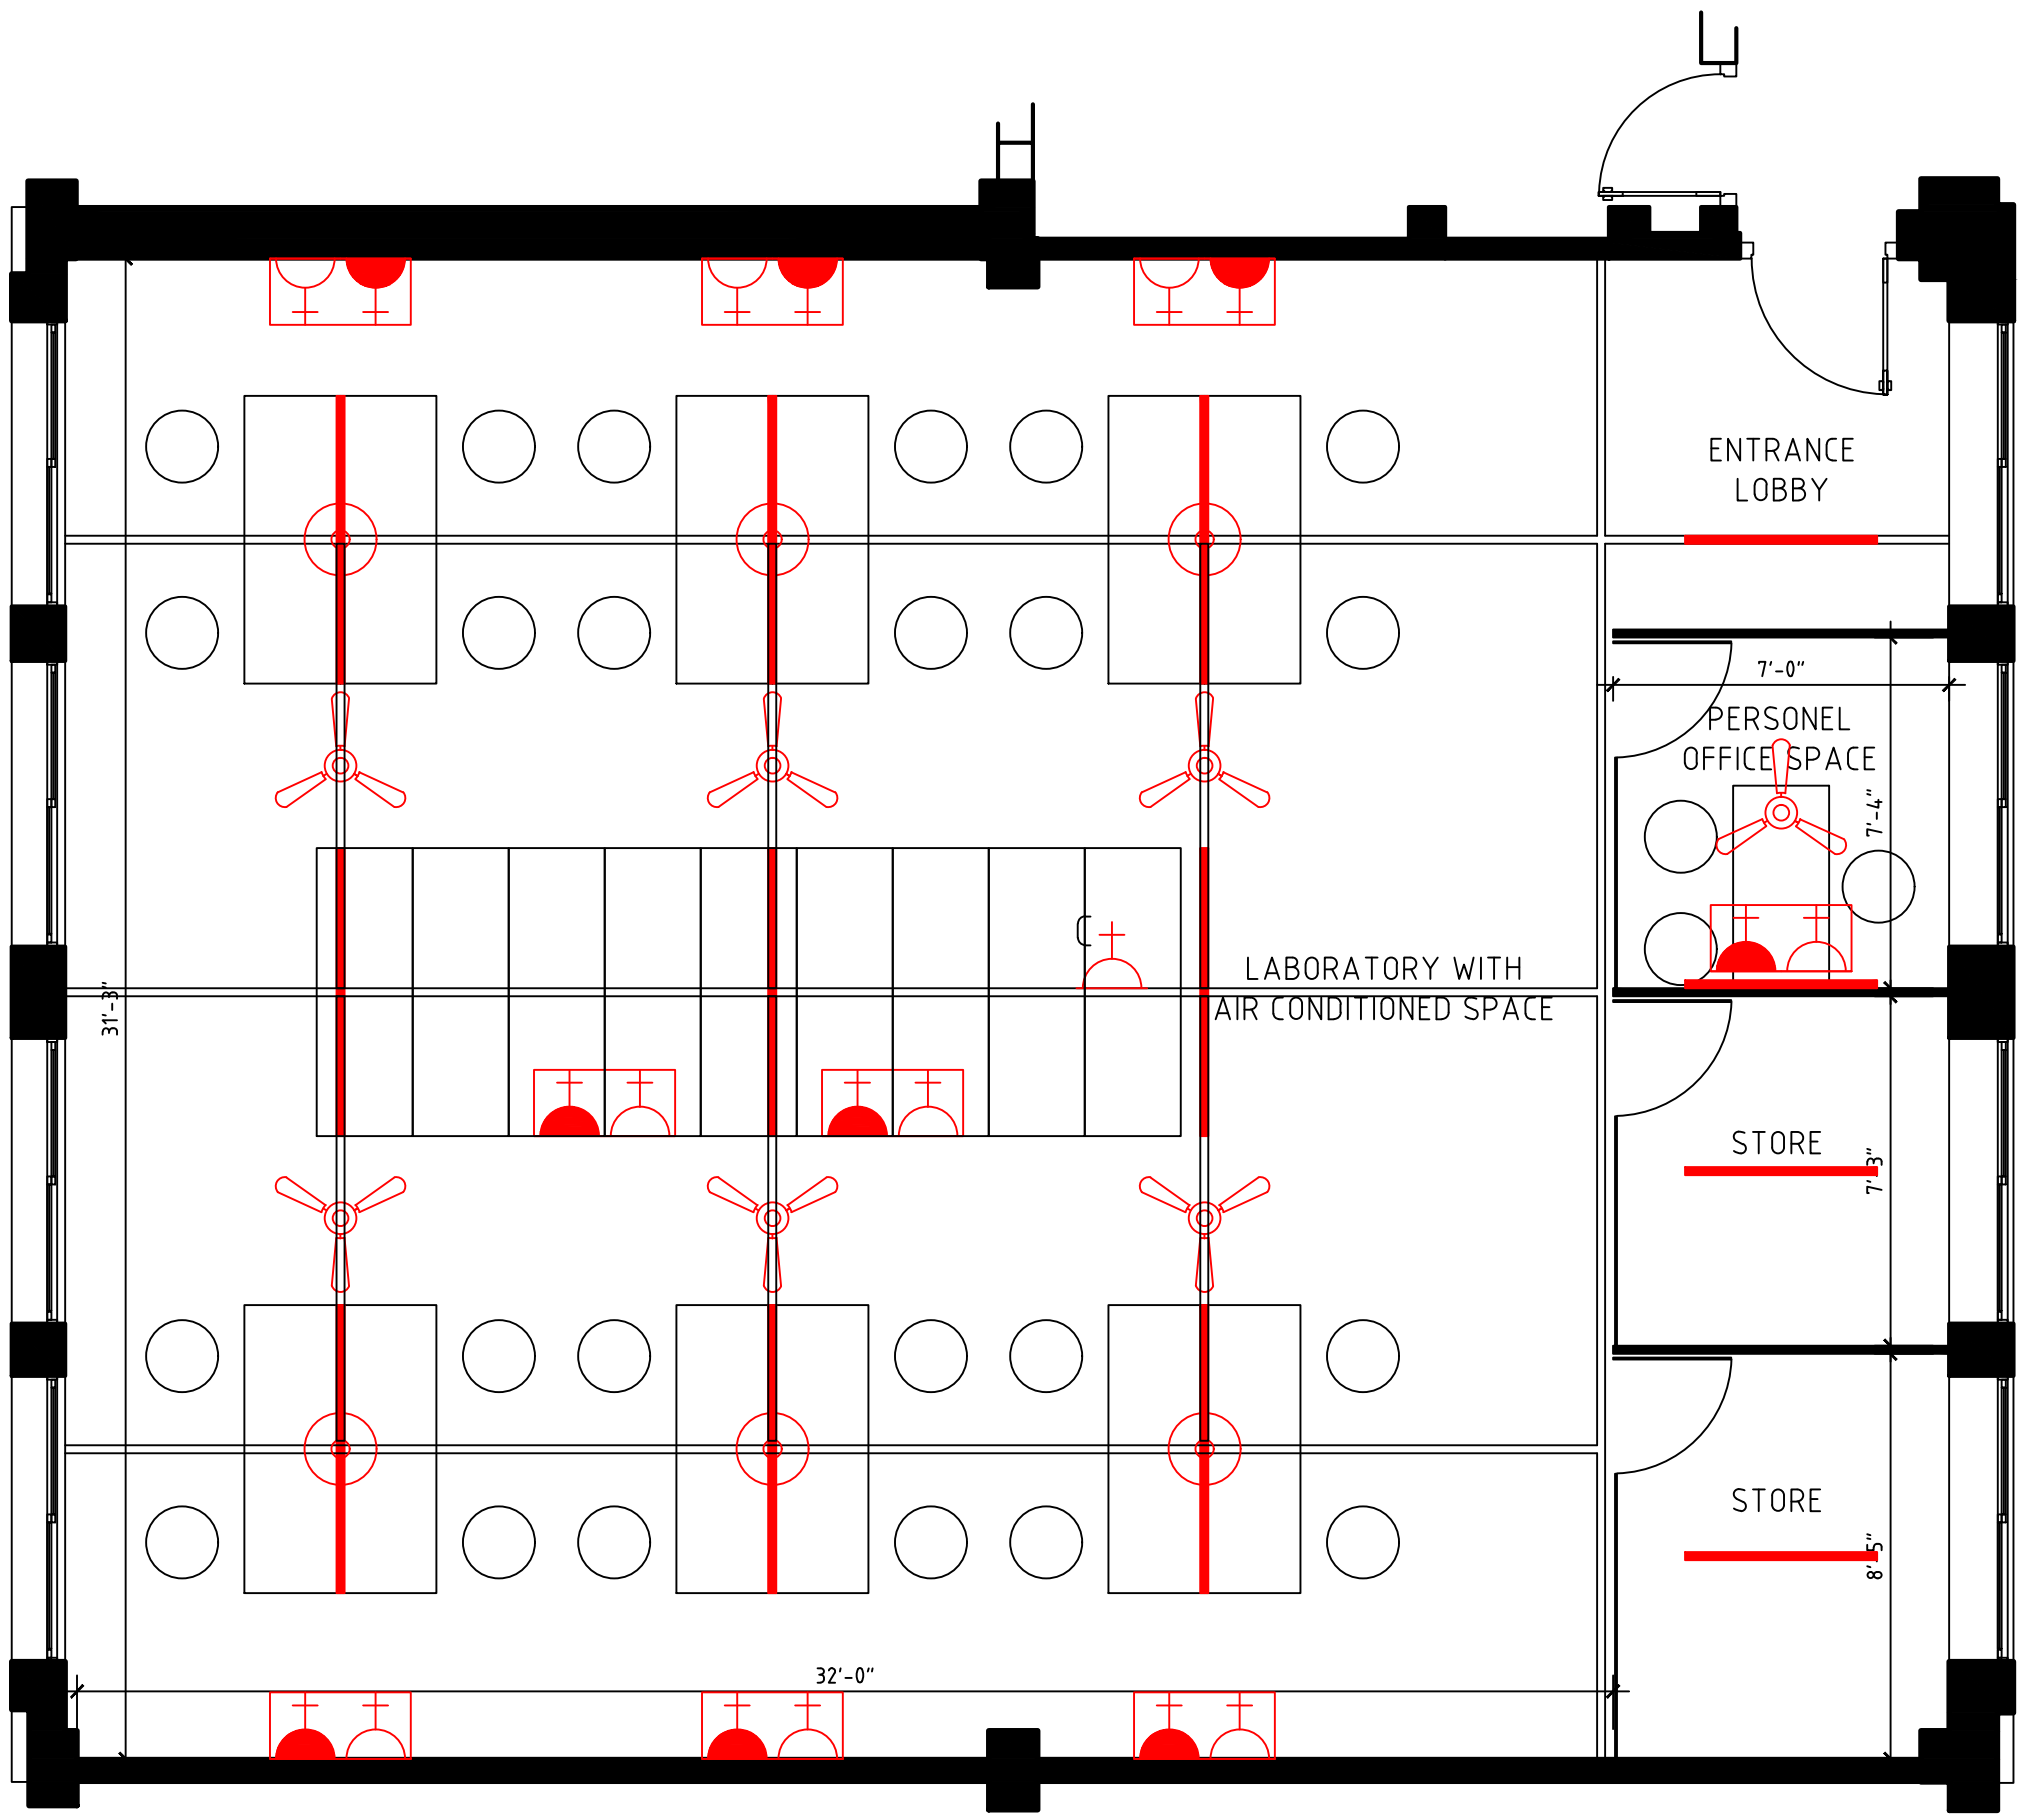 ENTRANCE
LOBBY
7'-0"
PERSONEL
OFFICE SPACE
7'-4"
C
LABORATORY WITH
AIR CONDITIONED SPACE
31'-3"
STORE
7'-3"
STORE
8'-5"
32'-0"